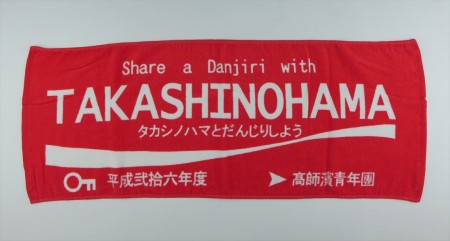 Share a Danjiri with
TAKASHINOHAMA
タカシノハマとだんじりしよう
平成弐拾六年度 高師濱青年團